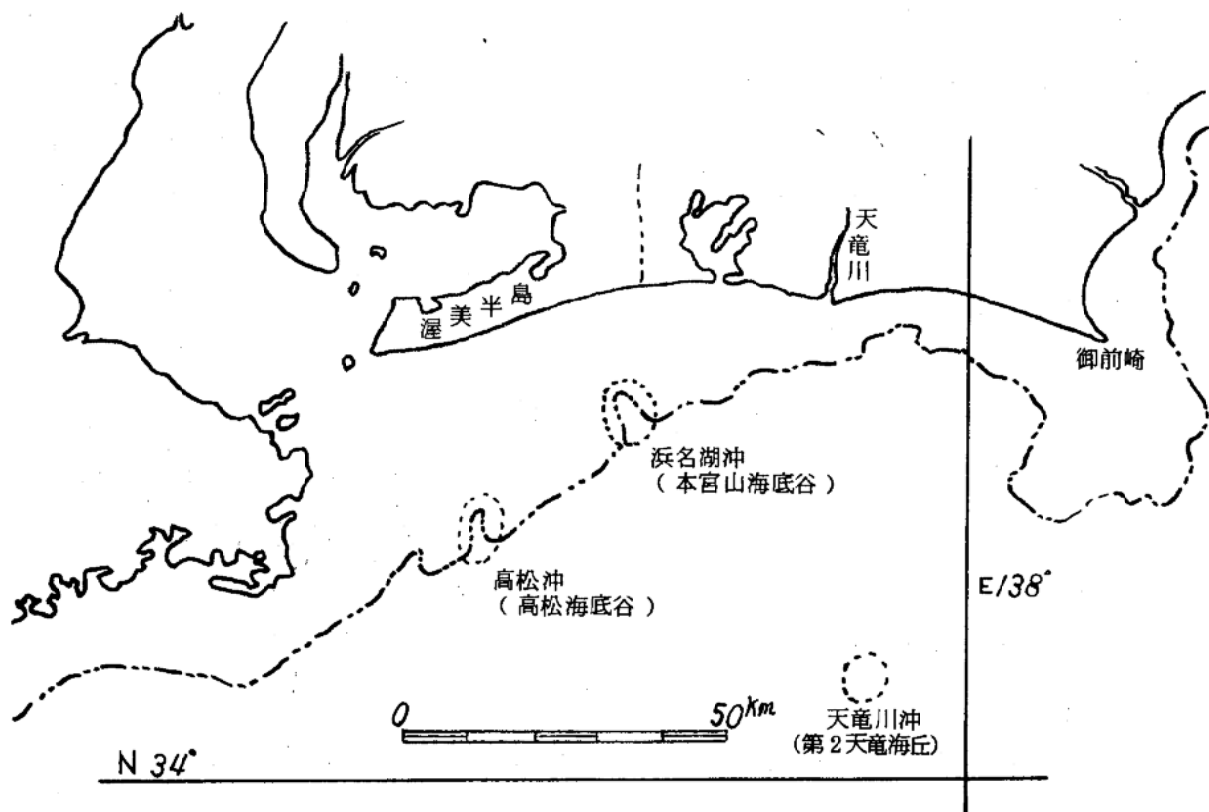 天竜川
渥美半島
御前崎
浜名湖沖
(本宮山海底谷)
高松沖
(高松海底谷)
E138°
0 50km
天竜川沖
(第2天竜海丘)
N 34°